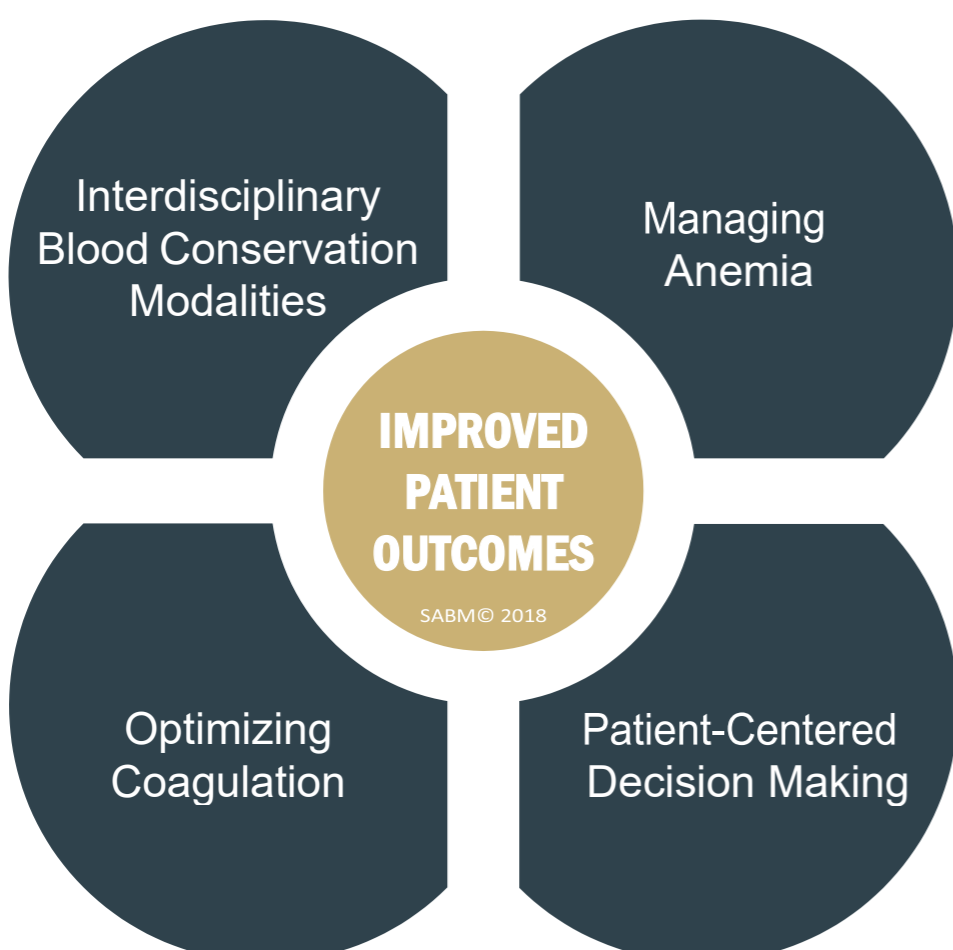 Interdisciplinary
Blood Conservation
Modalities
Managing
Anemia
IMPROVED
PATIENT
OUTCOMES
SABM© 2018
Optimizing
Coagulation
Patient-Centered
Decision Making